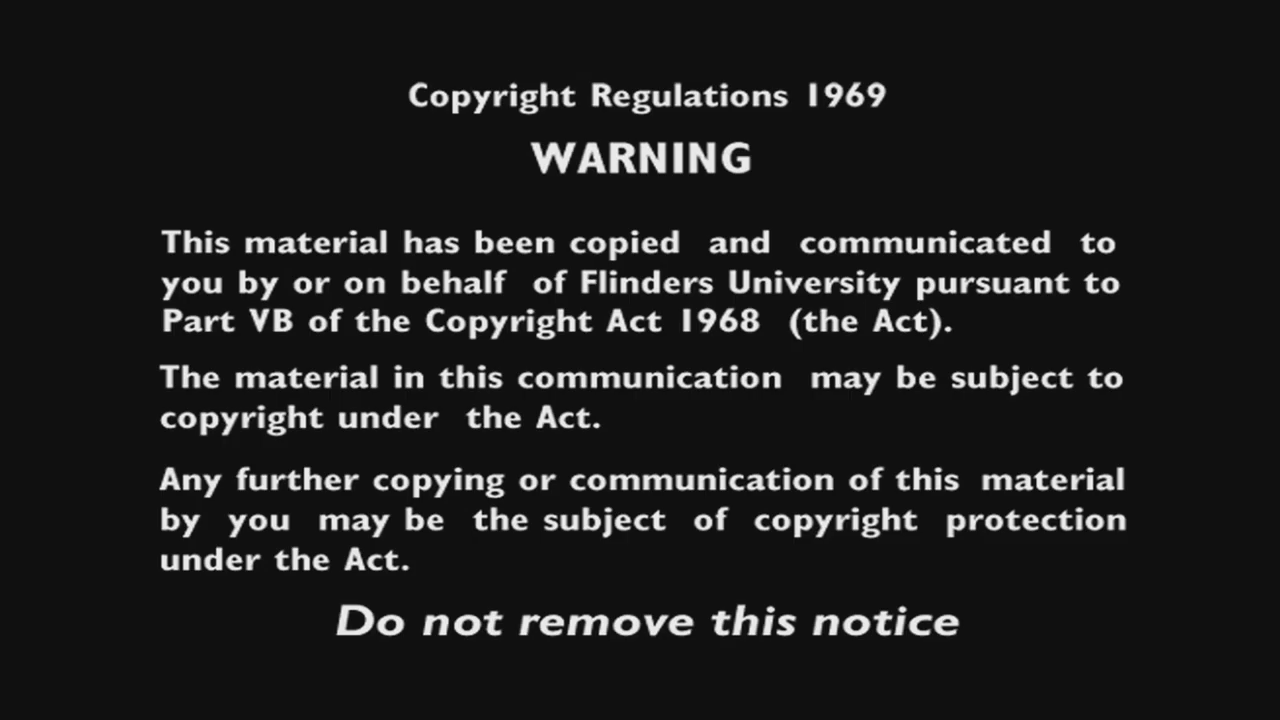 Copyright Regulations 1969
WARNING
This material has been copied and communicated to
you by or on behalf of Flinders University pursuant to
Part VB of the Copyright Act 1968 (the Act).
The material in this communication may be subject to
copyright under the Act.
Any further copying or communication of this material
by you may be the subject of copyright protection
under the Act.
Do not remove this notice